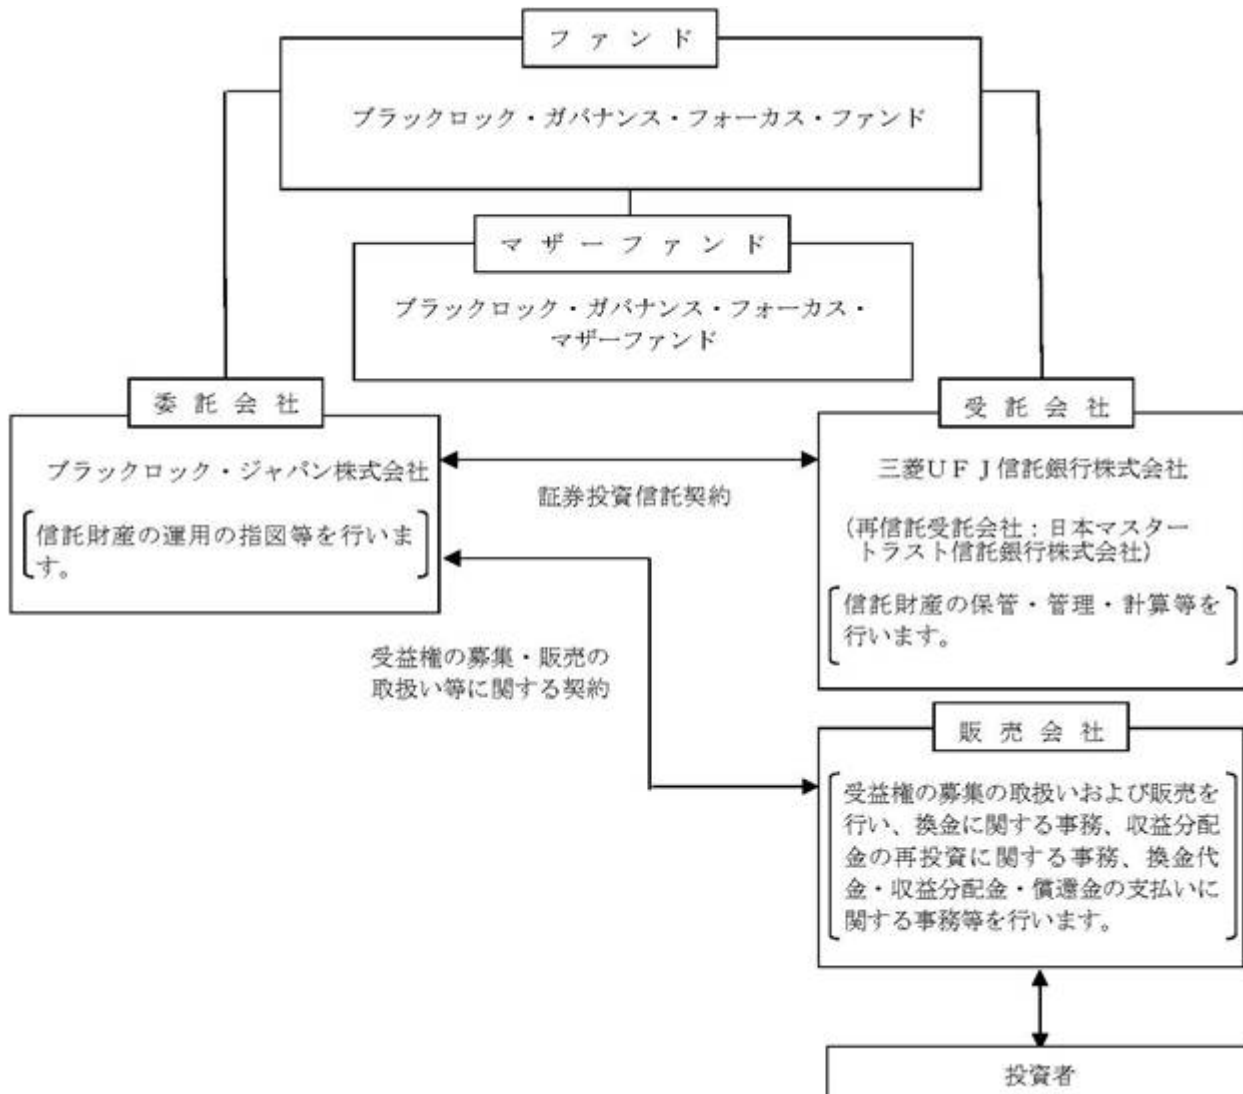 ファンド
ブラックロック・ガバナンス・フォーカス・ファンド
マザーファンド
ブラックロック・ガバナンス・フォーカス・
マザーファンド
委託会社
ブラックロック・ジャパン株式会社
信託財産の運用の指図等を行いま
す。
証券投資信託契約
受託会社
三菱ＵＦＪ信託銀行株式会社
（再信託受託会社：日本マスター
トラスト信託銀行株式会社）
信託財産の保管・管理・計算等を
行います。
受益権の募集・販売の
取扱い等に関する契約
販売会社
受益権の募集の取扱いおよび販売を
行い、換金に関する事務、収益分配
金の再投資に関する事務、換金代
金・収益分配金・償還金の支払いに
関する事務等を行います。
投資者